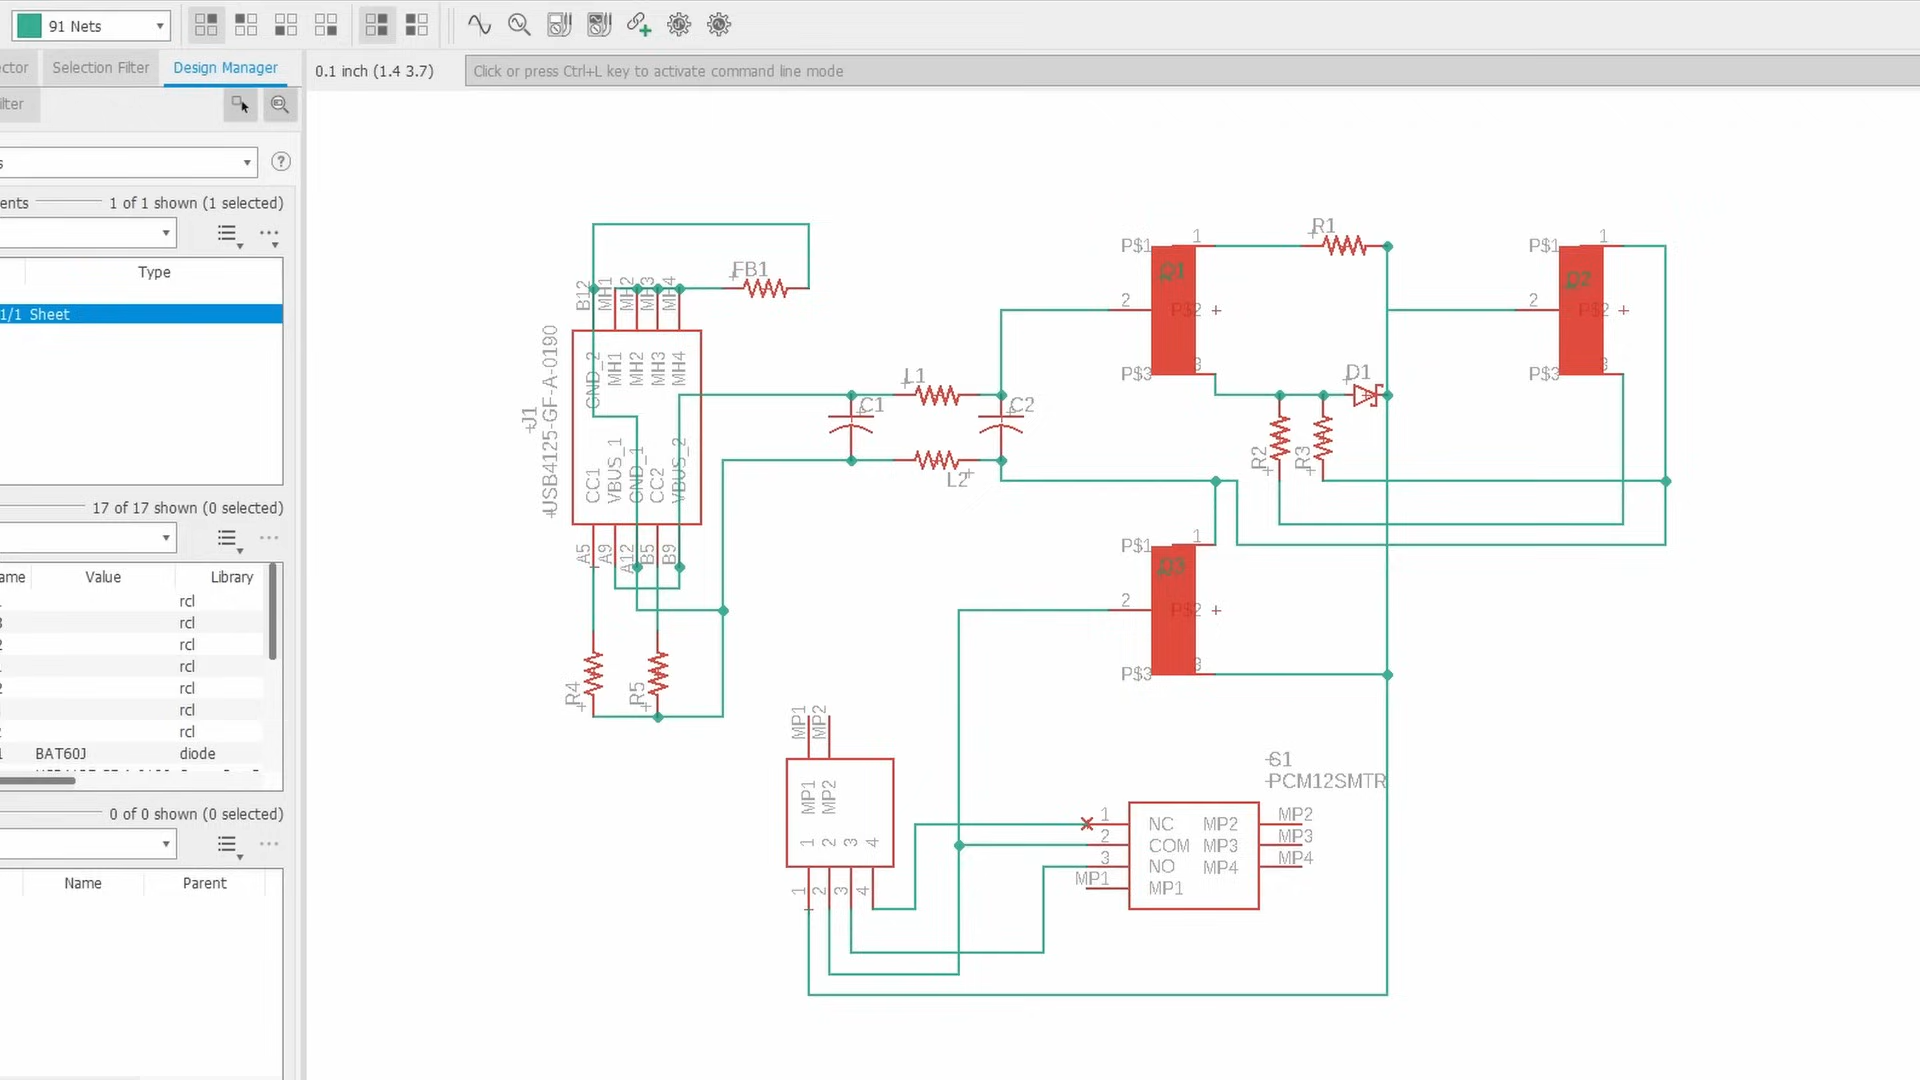 91 Nets
ctor Selection Filter Design Manager
0.1 inch (1.4 3.7)
Click or press Ctrl+L key to activate command line mode
ilter
s
?
ents 1 of 1 shown (1 selected)
Type
1/1 Sheet
17 of 17 shown (0 selected)
ame Value Library
rcl
rcl
rcl
rcl
rcl
rcl
rcl
BAT60J diode
0 of 0 shown (0 selected)
Name Parent
FB1
B12 MH1 MH2 MH3 MH4
GND_2 MH1 MH2 MH3 MH4
J1
USB4125-GF-A-0190
CC1 VBUS_1 GND_1 CC2 VBUS_2
A5 A9 A12 B5 B9
R4 R5
C1
L1
L2
C2
P$1 1
Q1
2 P$2
P$3 3
R1
D1
R2 R3
P$1 1
Q2
2 P$2
P$3 3
P$1 1
Q3
2 P$2
P$3 3
MP1 MP2
MP1 MP2
1 2 3 4
1 2 3 4
S1
PCM12SMTR
1 NC MP2 MP2
2 COM MP3 MP3
3 NO MP4 MP4
MP1 MP1